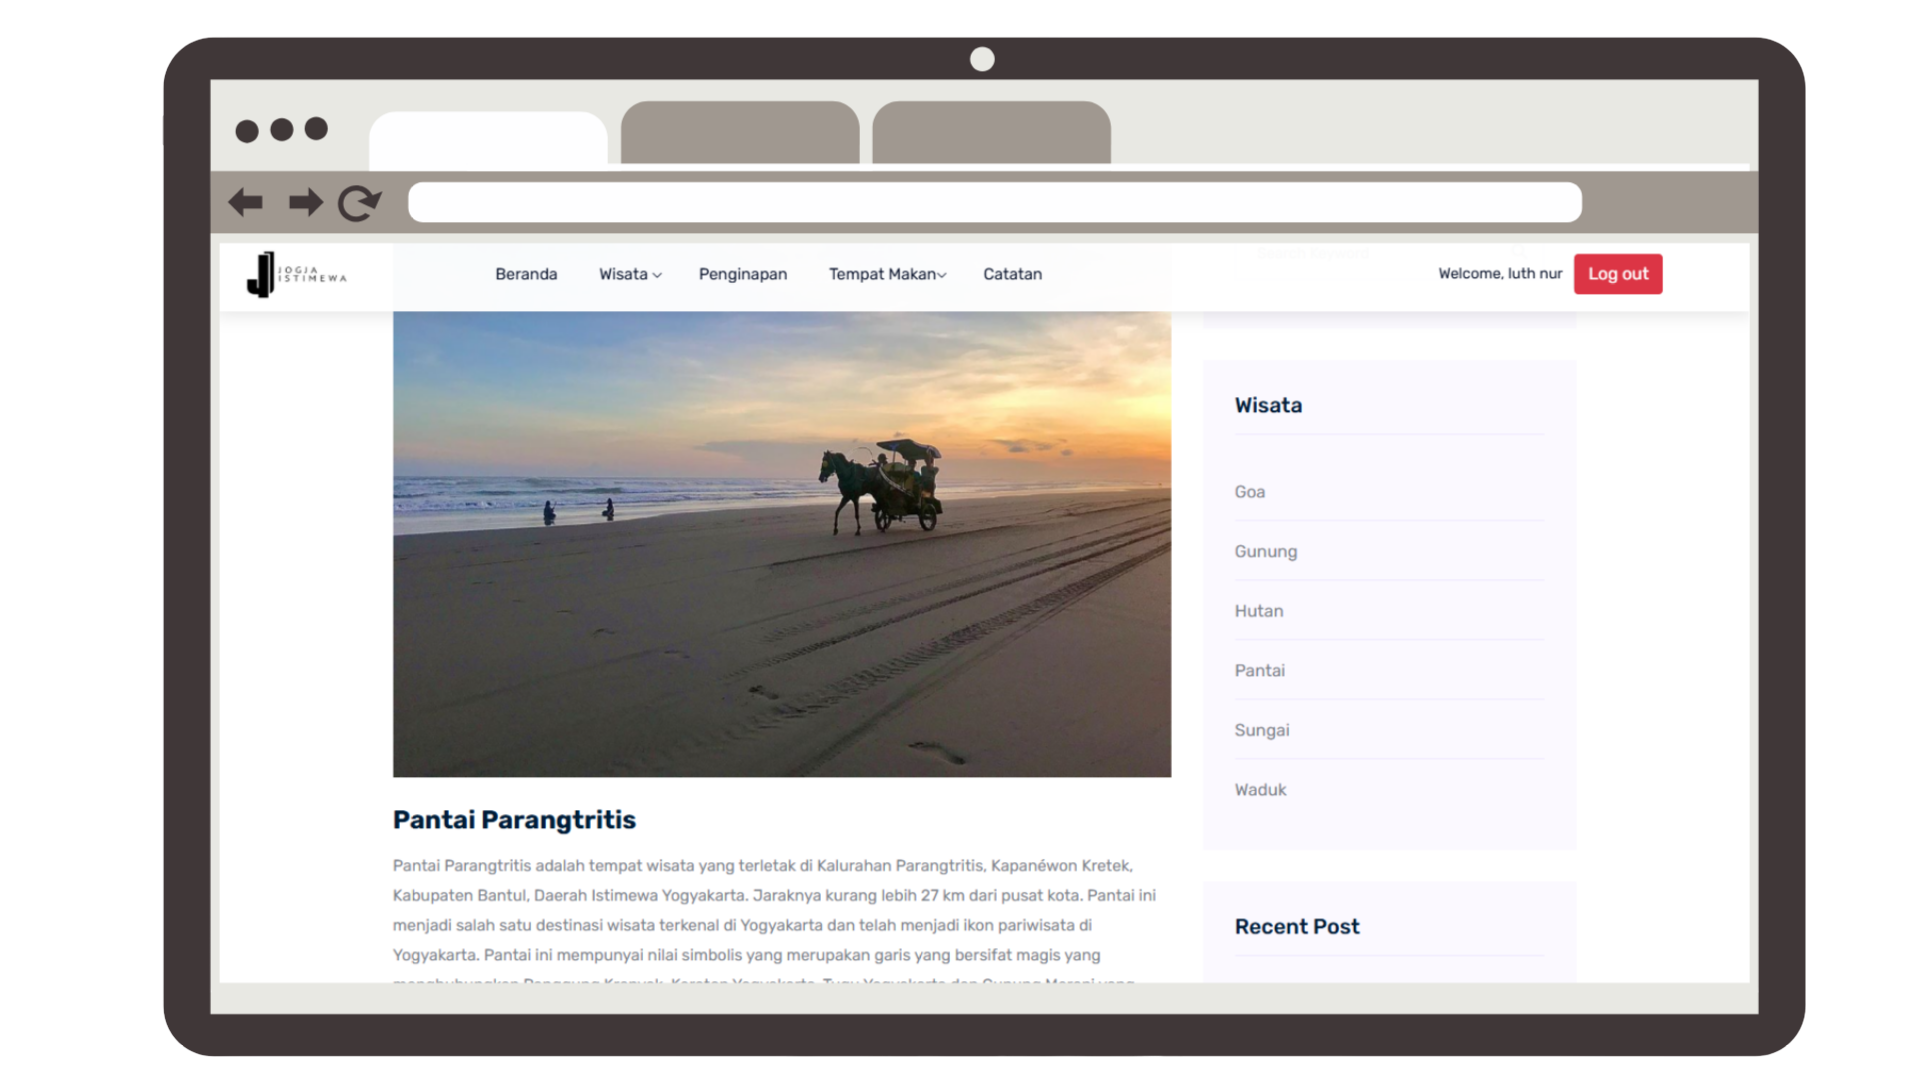 JOGJA
ISTIMEWA
Beranda
Wisata
Penginapan
Tempat Makan
Catatan
Welcome, luth nur
Log out
Wisata
Goa
Gunung
Hutan
Pantai
Sungai
Waduk
Pantai Parangtritis
Pantai Parangtritis adalah tempat wisata yang terletak di Kalurahan Parangtritis, Kapanéwon Kretek,
Kabupaten Bantul, Daerah Istimewa Yogyakarta. Jaraknya kurang lebih 27 km dari pusat kota. Pantai ini
menjadi salah satu destinasi wisata terkenal di Yogyakarta dan telah menjadi ikon pariwisata di
Yogyakarta. Pantai ini mempunyai nilai simbolis yang merupakan garis yang bersifat magis yang
Recent Post